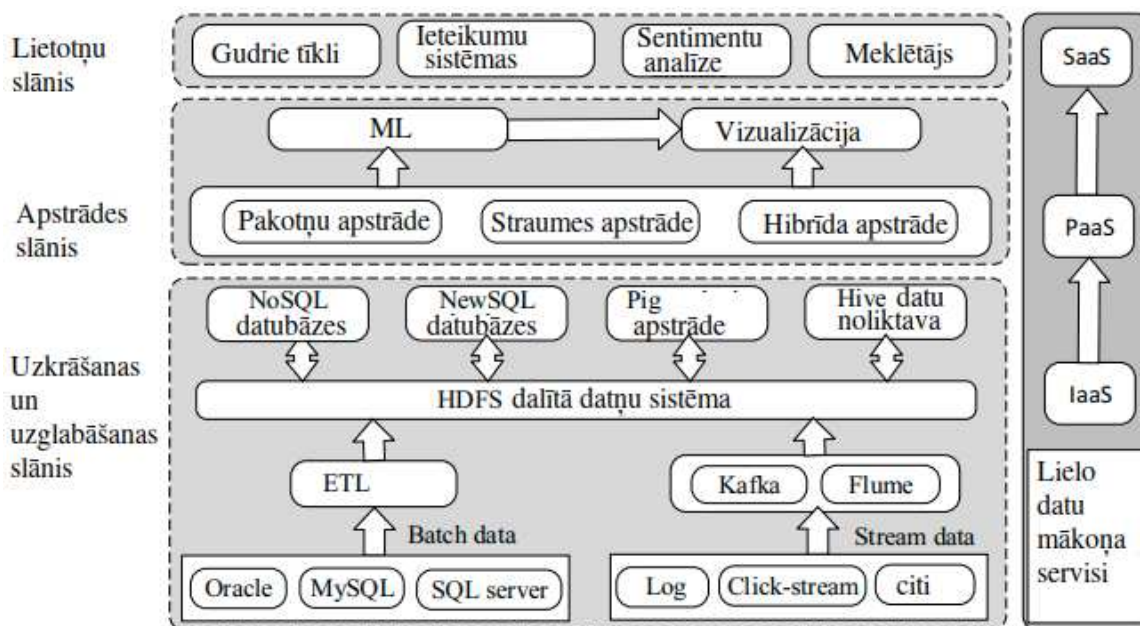 Lietotņu
slānis
Gudrie tīkli
Ieteikumu
sistēmas
Sentimentu
analīze
Meklētājs
Apstrādes
slānis
ML
Vizualizācija
Pakotņu apstrāde
Straumes apstrāde
Hibrīda apstrāde
Uzkrāšanas
un
uzglabāšanas
slānis
NoSQL
datubāzes
NewSQL
datubāzes
Pig
apstrāde
Hive datu
noliktava
HDFS dalītā datņu sistēma
ETL
Kafka
Flume
Batch data
Stream data
Oracle
MySQL
SQL server
Log
Click-stream
citi
SaaS
PaaS
IaaS
Lielo
datu
mākoņa
servisi